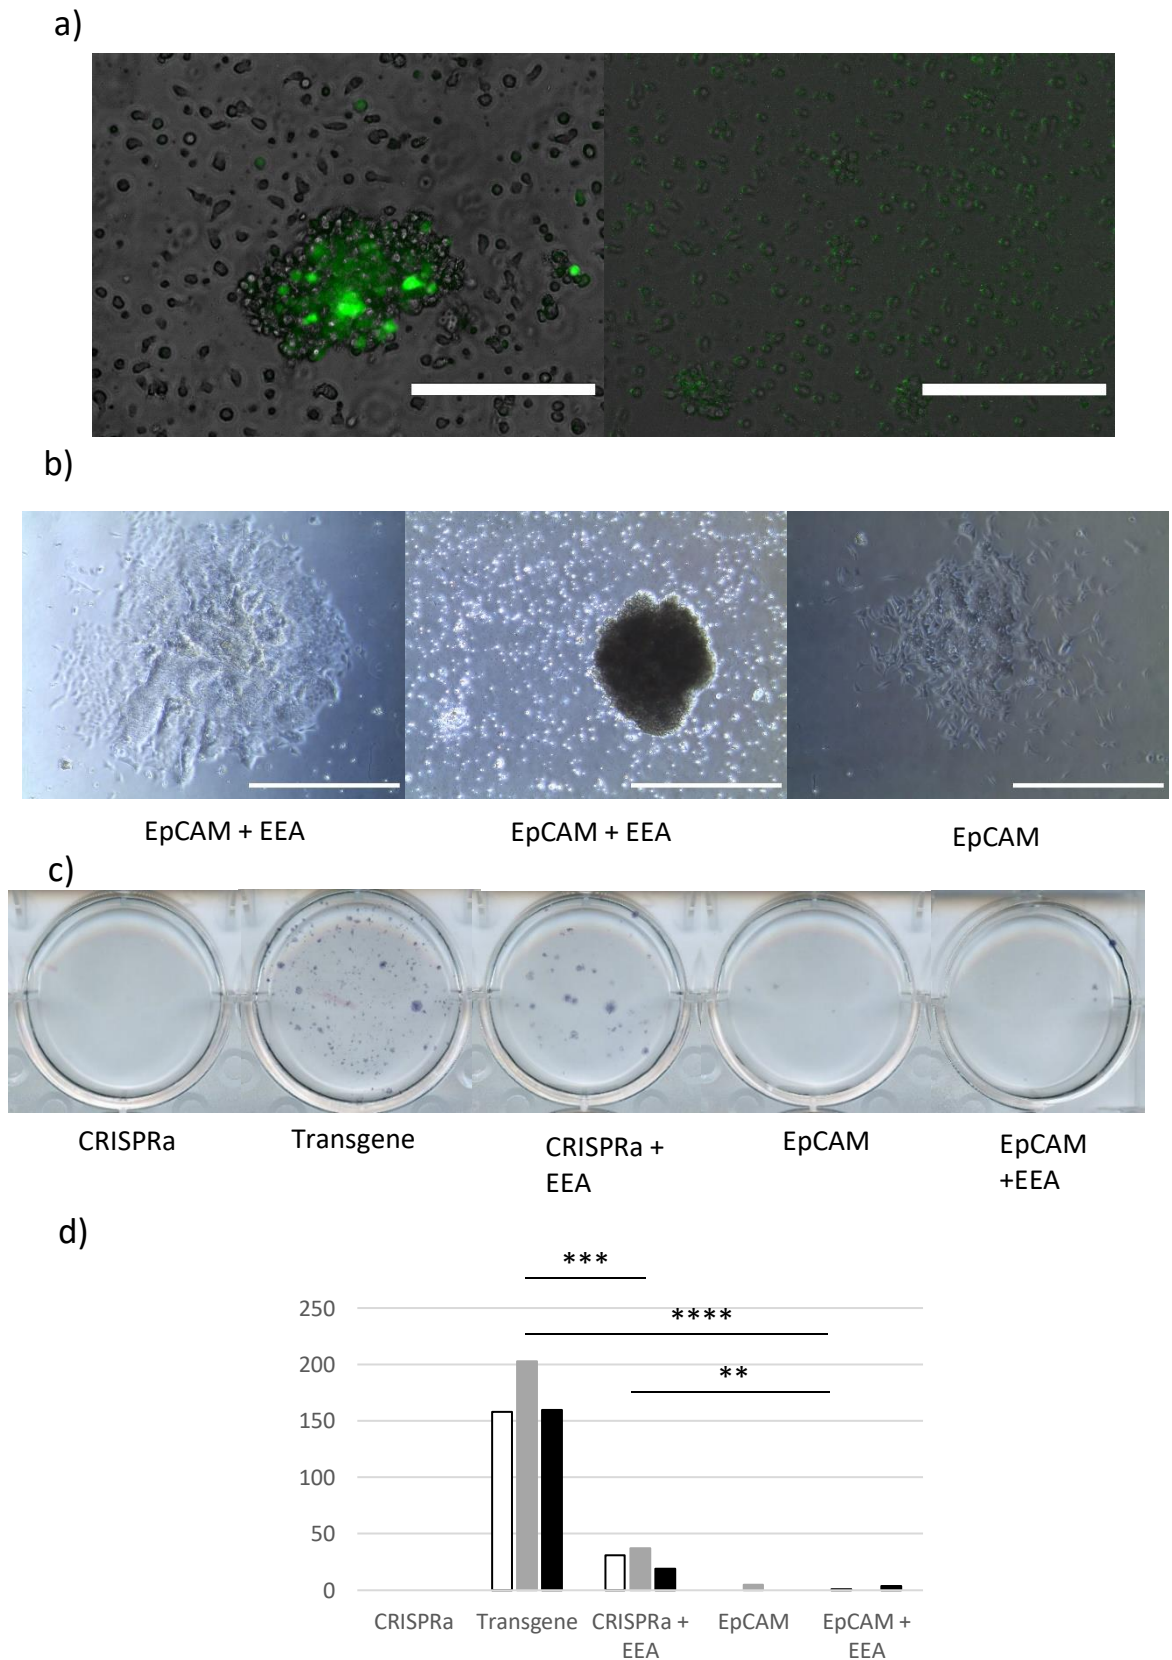 a)
b)
EpCAM + EEA
EpCAM + EEA
EpCAM
c)
CRISPRa
Transgene
CRISPRa +
EEA
EpCAM
EpCAM
+EEA
d)
***
250
****
200
**
150
100
50
0
CRISPRa
Transgene
CRISPRa +
EEA
EpCAM
EpCAM +
EEA